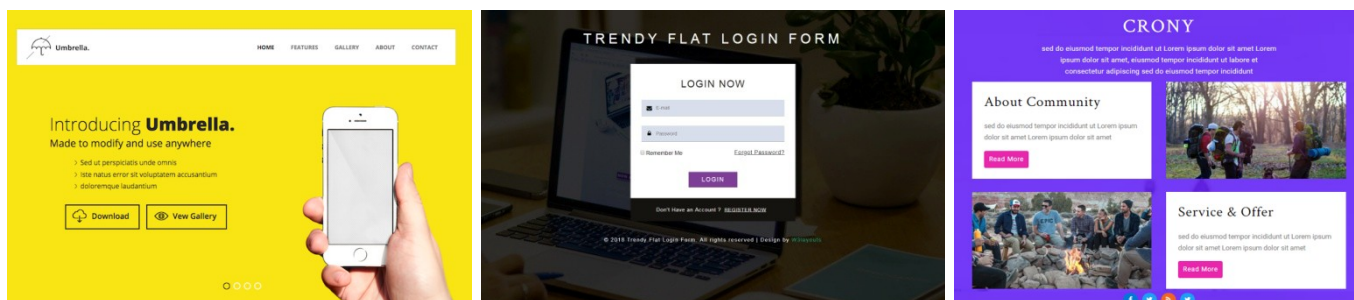 Umbrella.
HOME FEATURES GALLERY ABOUT CONTACT
Introducing Umbrella.
Made to modify and use anywhere
> Sed ut perspiciatis unde omnis
> iste natus error sit voluptatem accusantium
> doloremque laudantium
Download Vew Gallery
TRENDY FLAT LOGIN FORM
LOGIN NOW
E-mail
Password
Remember Me Forgot Password?
LOGIN
Don't Have an Account ? REGISTER NOW
© 2018 Trendy Flat Login Form. All rights reserved | Design by W3layouts
CRONY
sed do eiusmod tempor incididunt ut Lorem ipsum dolor sit amet Lorem
ipsum dolor sit amet, eiusmod tempor incididunt ut labore et
consectetur adipiscing sed do eiusmod tempor incididunt
About Community
sed do eiusmod tempor incididunt ut Lorem ipsum
dolor sit amet Lorem ipsum dolor sit amet
Read More
Service & Offer
sed do eiusmod tempor incididunt ut Lorem ipsum
dolor sit amet Lorem ipsum dolor sit amet
Read More